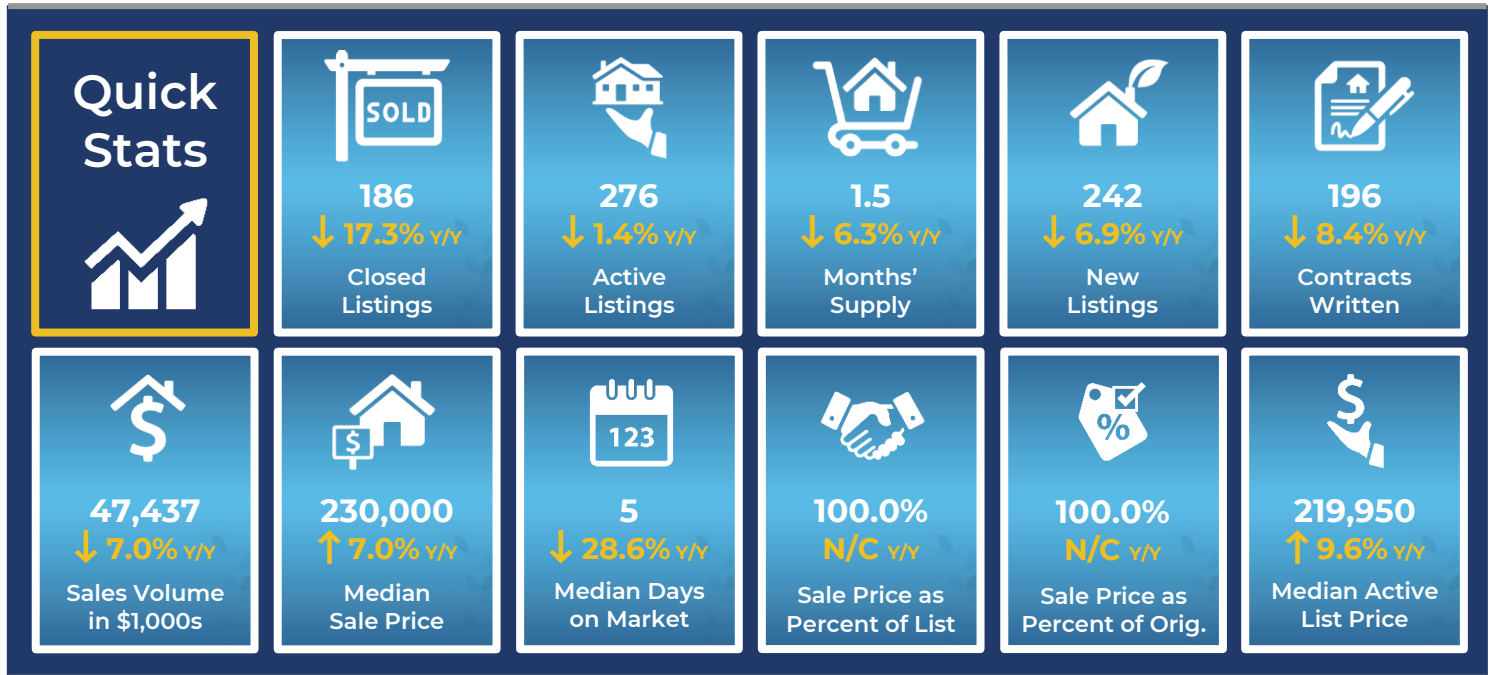 Quick
Stats
SOLD
186
↓ 17.3% Y/Y
Closed
Listings
276
↓ 1.4% Y/Y
Active
Listings
1.5
↓ 6.3% Y/Y
Months’
Supply
242
↓ 6.9% Y/Y
New
Listings
196
↓ 8.4% Y/Y
Contracts
Written
$
47,437
↓ 7.0% Y/Y
Sales Volume
in $1,000s
$
230,000
↑ 7.0% Y/Y
Median
Sale Price
123
5
↓ 28.6% Y/Y
Median Days
on Market
100.0%
N/C Y/Y
Sale Price as
Percent of List
%
100.0%
N/C Y/Y
Sale Price as
Percent of Orig.
$
219,950
↑ 9.6% Y/Y
Median Active
List Price